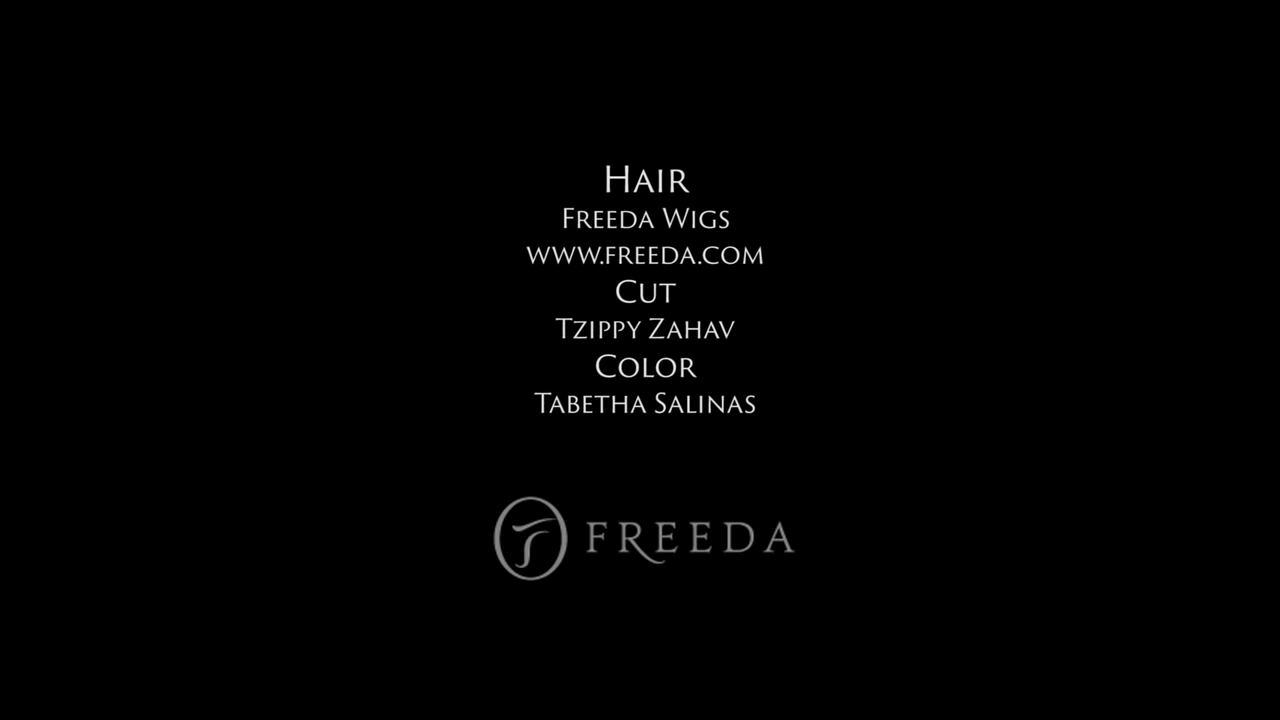 Hair
Freeda Wigs
www.freeda.com
Cut
Tzippy Zahav
Color
Tabetha Salinas
FREEDA